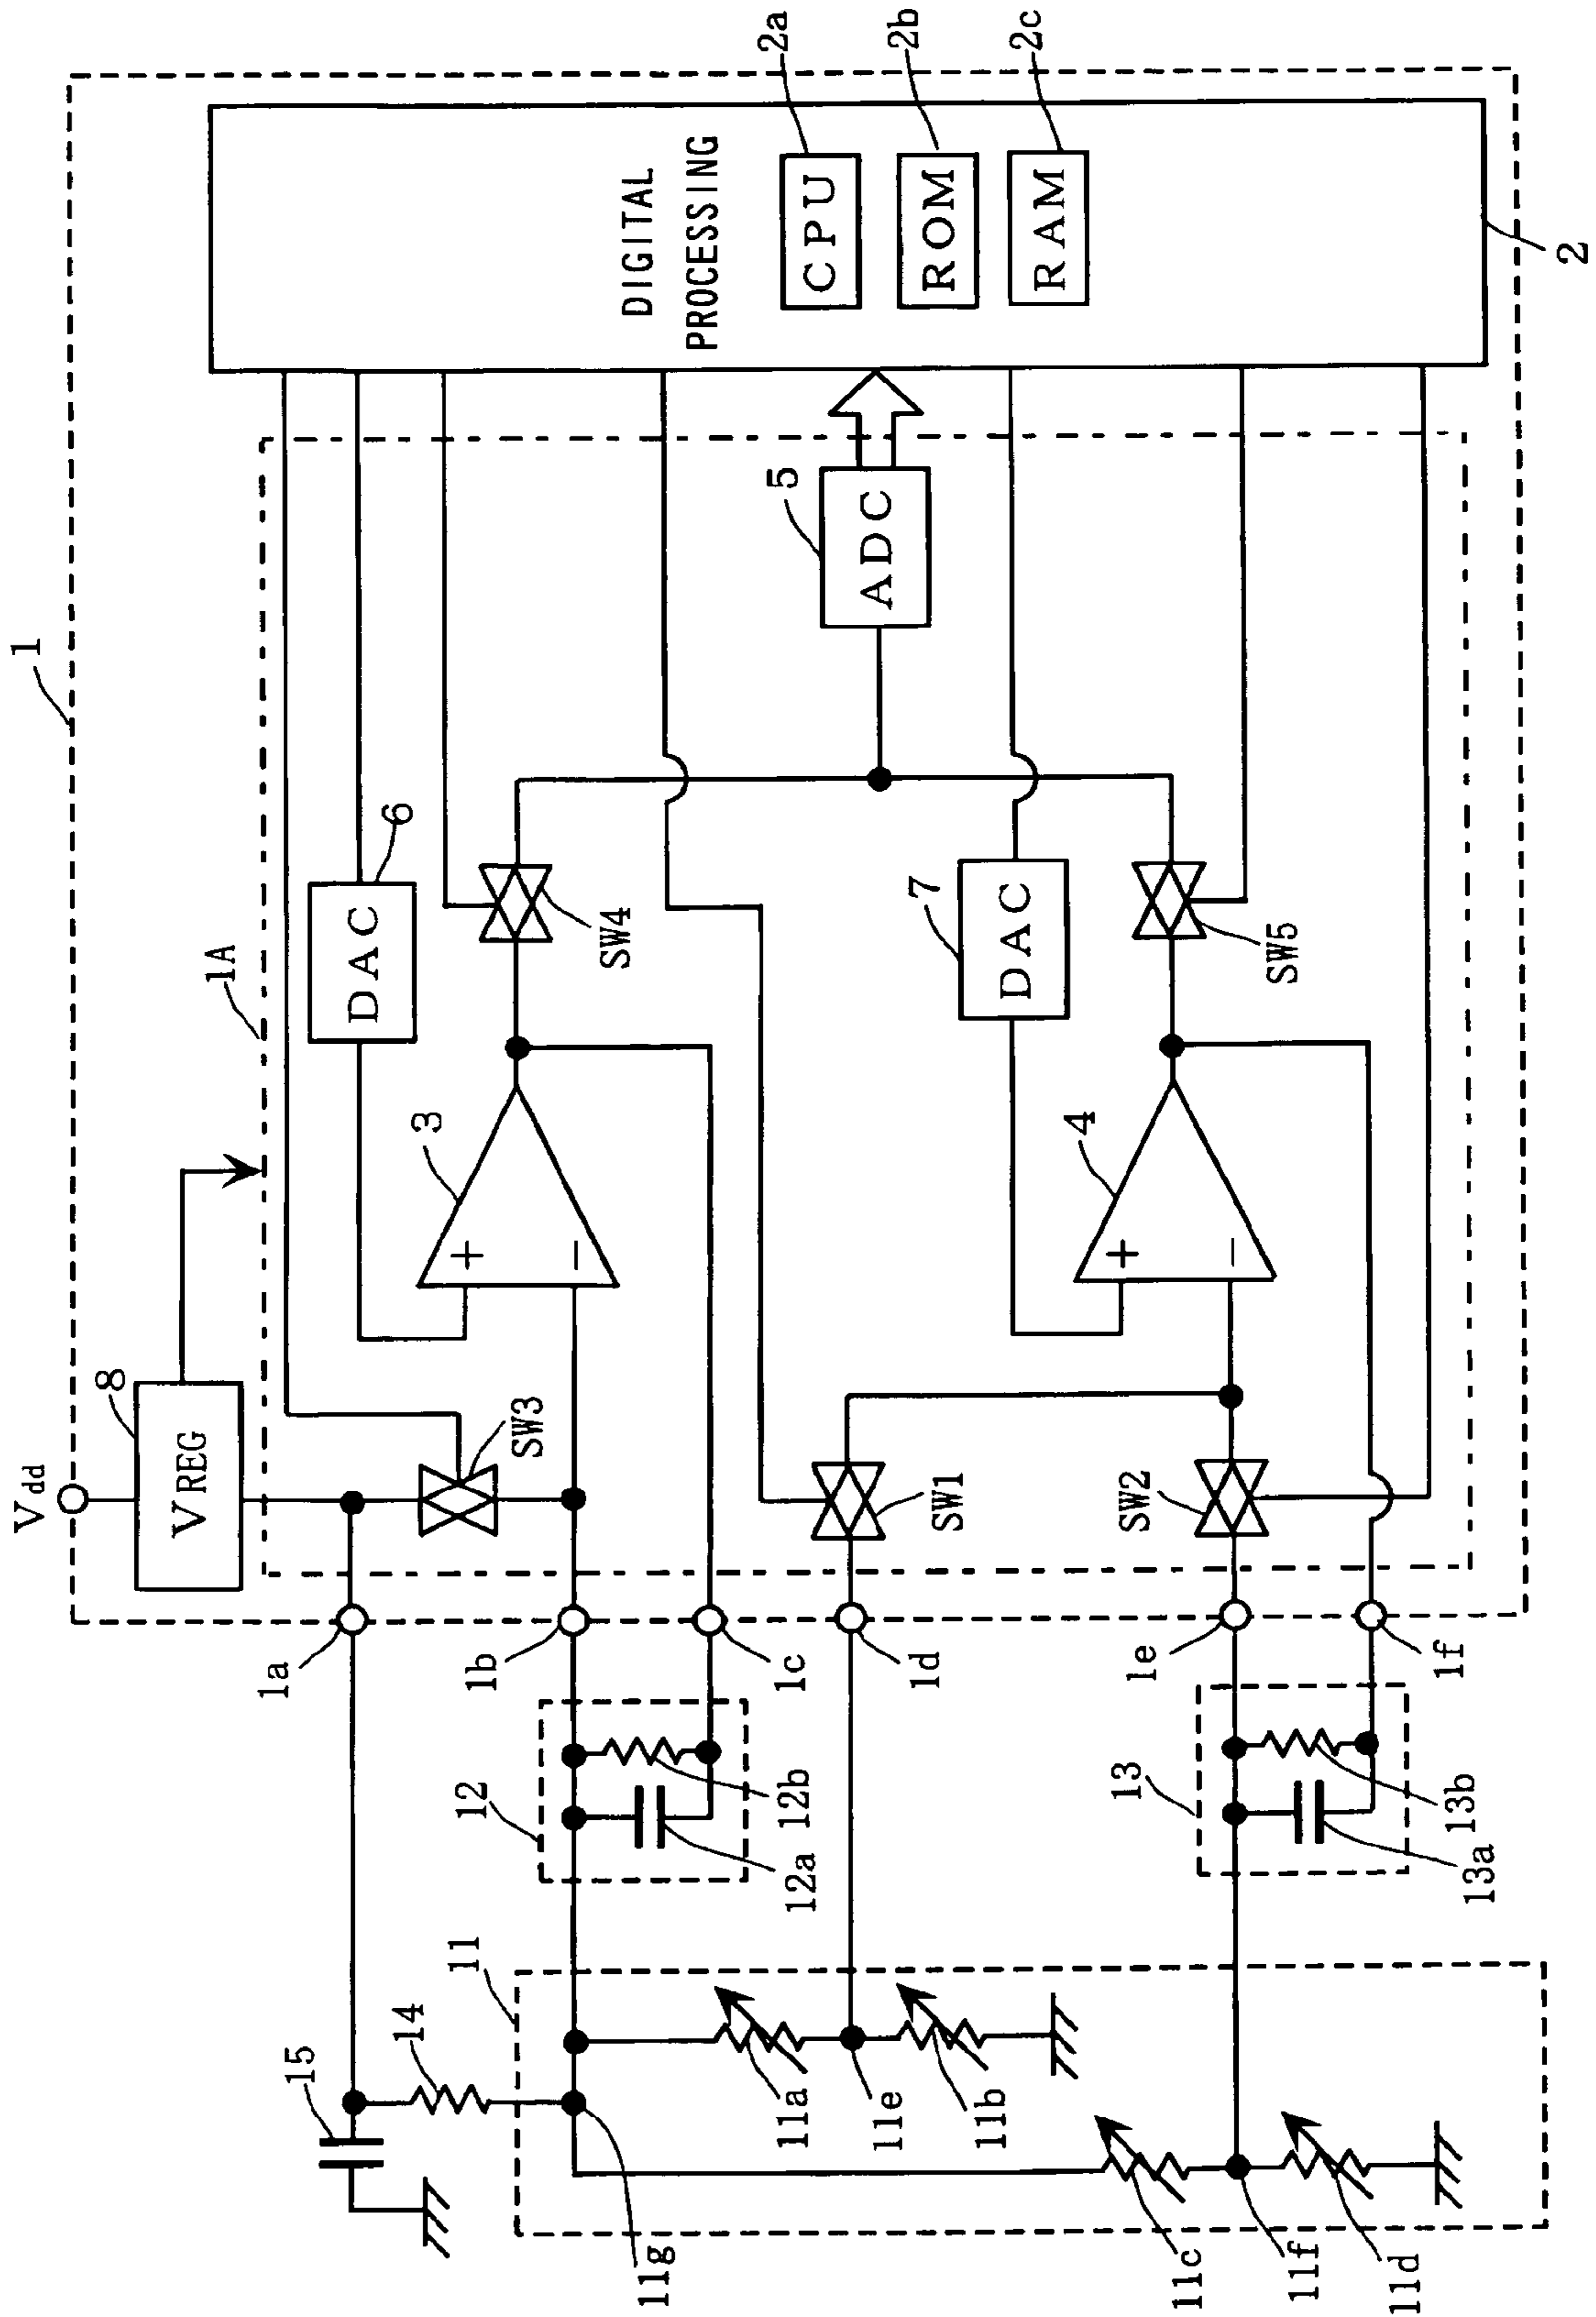 1
Vdd
8
VREG
1A
DAC
6
SW3
3
+
−
SW4
DIGITAL
PROCESSING
CPU
2a
ROM
2b
RAM
2c
2
ADC
5
DAC
7
SW1
4
+
−
SW5
SW2
1a
1b
1c
1d
1e
1f
12
12a
12b
13
13a
13b
15
14
11
11a
11e
11b
11g
11c
11f
11d